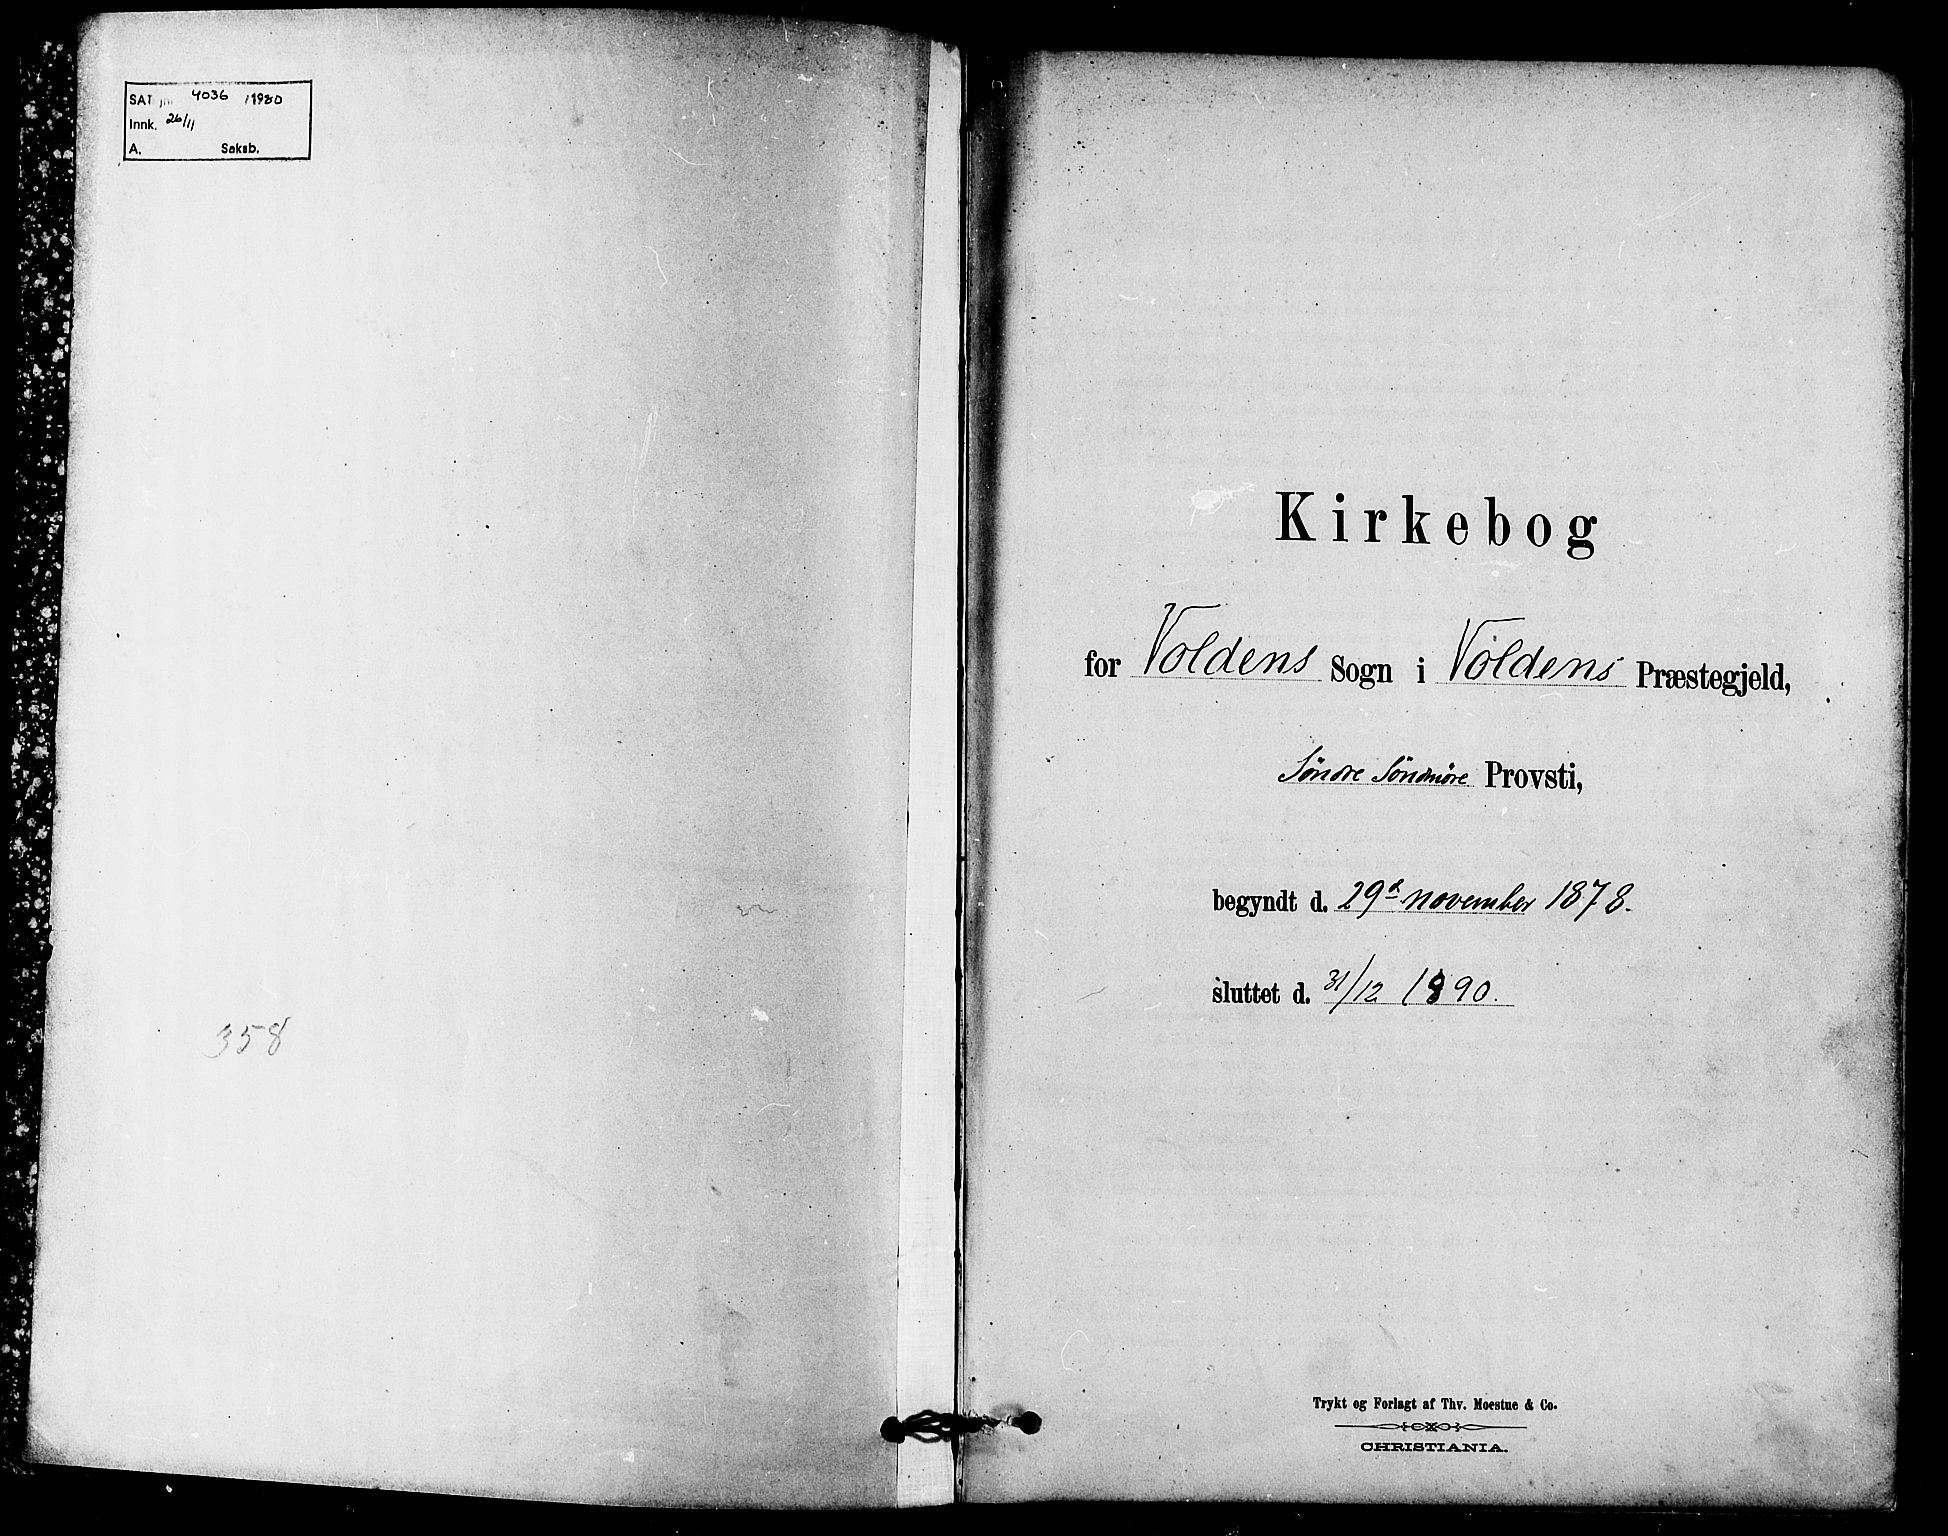 SAT jnr 4036 / 1980
Innk. 26/11
A. Saksb.
358
Kirkebog
for Voldens Sogn i Voldens Præstegjeld,
Söndre Söndmöre Provsti,
begyndt d. 29d november 1878.
sluttet d. 31/12 1890.
Trykt og Forlagt af Thv. Moestue & Co.
CHRISTIANIA.